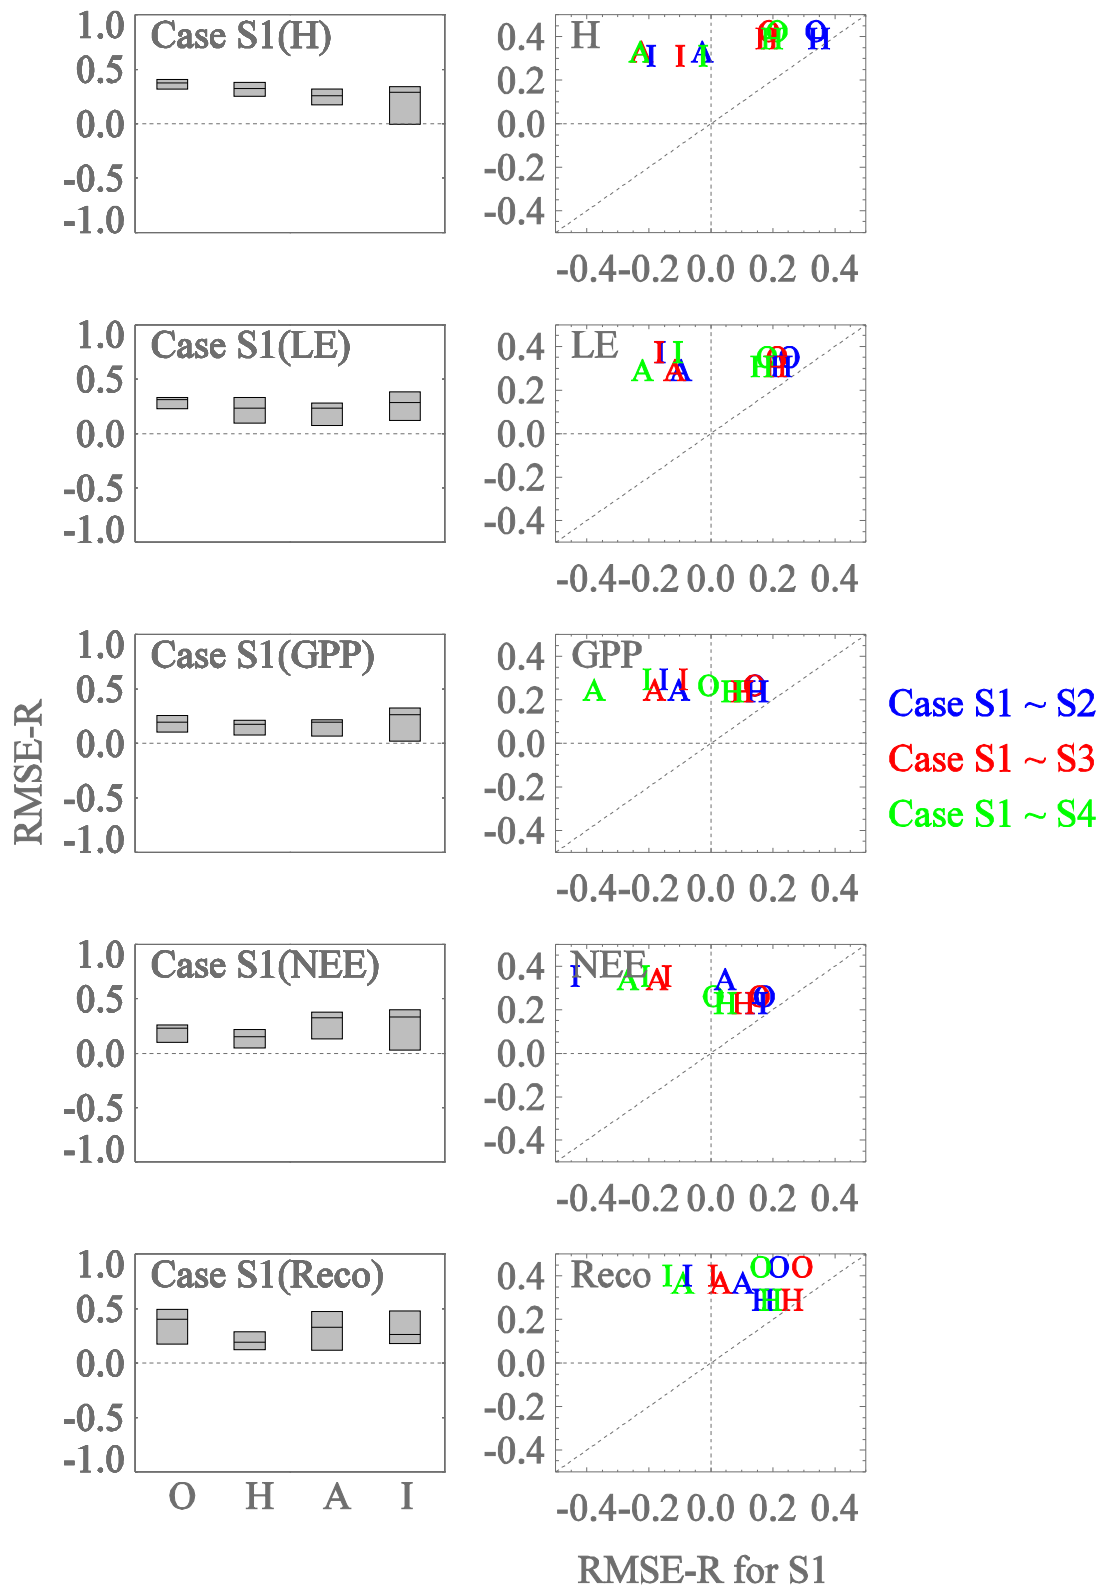 1.0
0.5
0.0
-0.5
-1.0
Case S1(H)
0.4
0.2
0.0
-0.2
-0.4
H
A I I A I O O O H H H
-0.4 -0.2 0.0 0.2 0.4
1.0
0.5
0.0
-0.5
-1.0
Case S1(LE)
0.4
0.2
0.0
-0.2
-0.4
LE
A I I I A A H O O O H H
-0.4 -0.2 0.0 0.2 0.4
RMSE-R
1.0
0.5
0.0
-0.5
-1.0
Case S1(GPP)
0.4
0.2
0.0
-0.2
-0.4
GPP
A I A I A I O H H O H
-0.4 -0.2 0.0 0.2 0.4
Case S1 ~ S2
Case S1 ~ S3
Case S1 ~ S4
1.0
0.5
0.0
-0.5
-1.0
Case S1(NEE)
0.4
0.2
0.0
-0.2
-0.4
NEE
I A I A I A O H H O O H
-0.4 -0.2 0.0 0.2 0.4
1.0
0.5
0.0
-0.5
-1.0
Case S1(Reco)
O H A I
0.4
0.2
0.0
-0.2
-0.4
Reco
I A I I A A O O O H H H
-0.4 -0.2 0.0 0.2 0.4
RMSE-R for S1